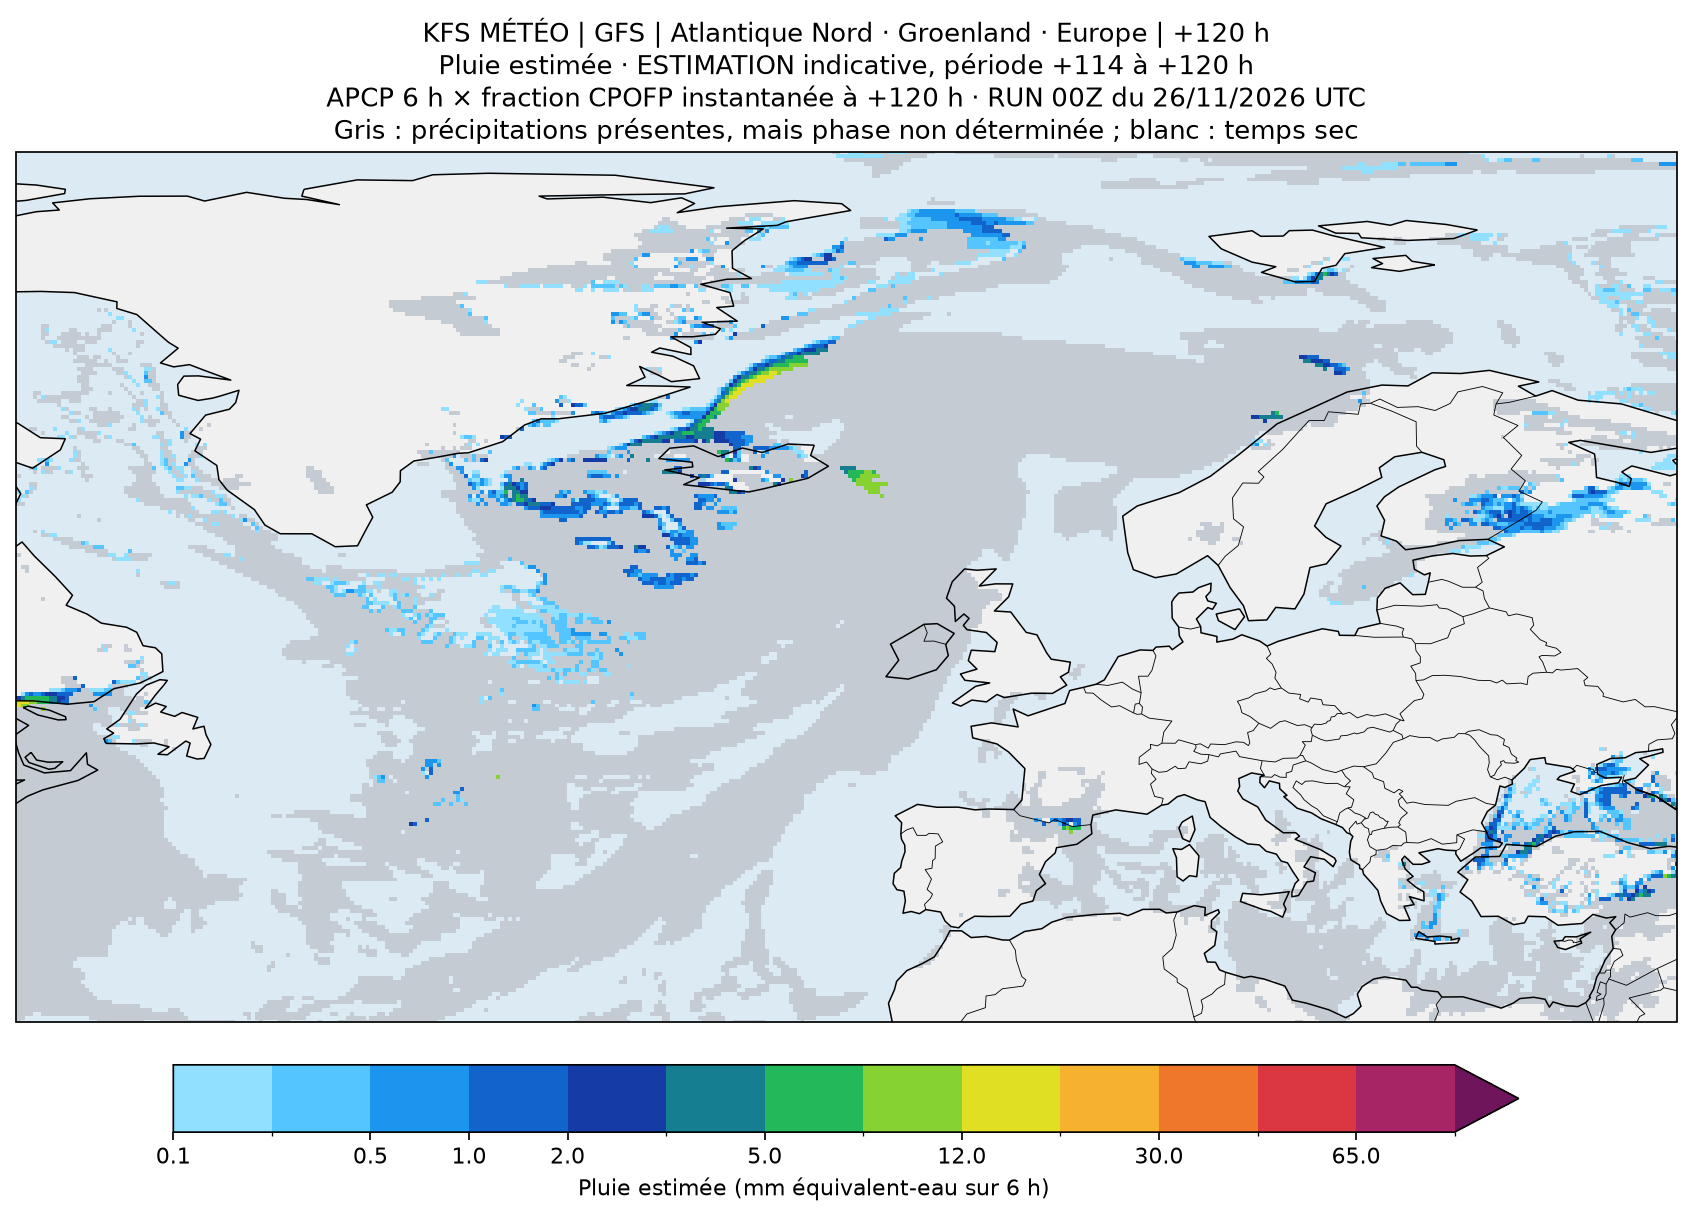 KFS MÉTÉO | GFS | Atlantique Nord · Groenland · Europe | +120 h
Pluie estimée · ESTIMATION indicative, période +114 à +120 h
APCP 6 h × fraction CPOFP instantanée à +120 h · RUN 00Z du 26/11/2026 UTC
Gris : précipitations présentes, mais phase non déterminée ; blanc : temps sec
0.1 0.5 1.0 2.0 5.0 12.0 30.0 65.0
Pluie estimée (mm équivalent-eau sur 6 h)